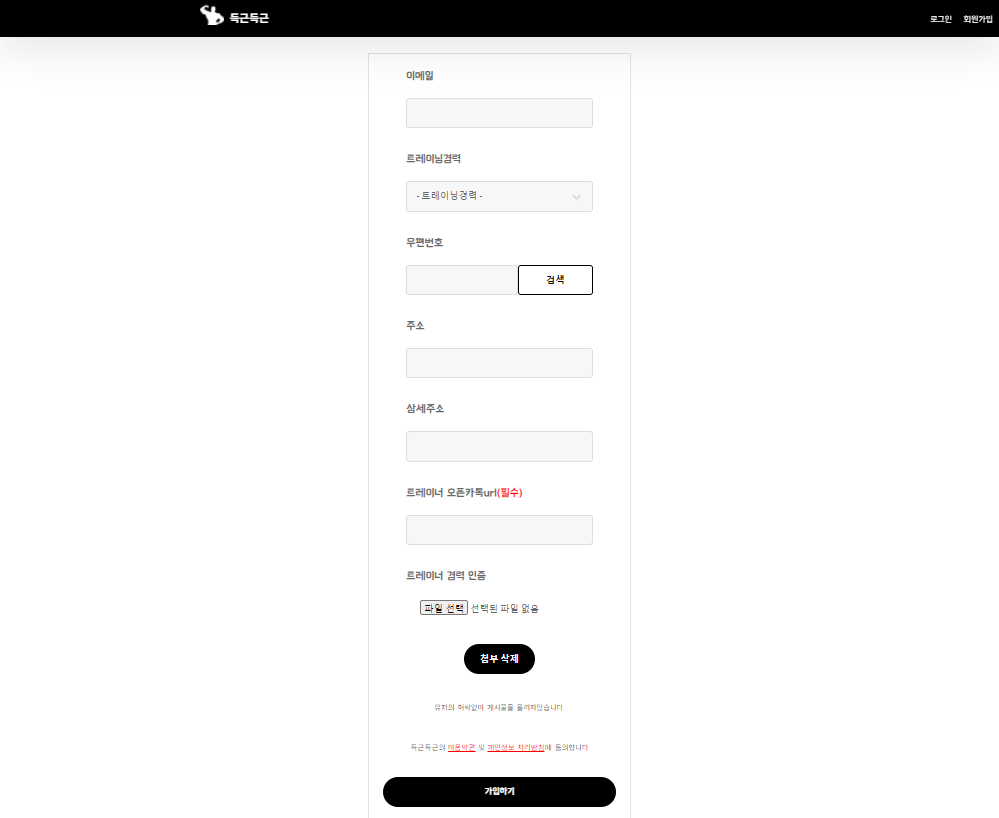 득근득근
로그인 회원가입
이메일
트레이닝경력
- 트레이닝경력 -
우편번호
검색
주소
상세주소
트레이너 오픈카톡url(필수)
트레이너 경력 인증
파일 선택 선택된 파일 없음
첨부 삭제
유저의 허락없이 게시물을 올리지않습니다.
득근득근의 이용약관 및 개인정보 처리방침에 동의합니다
가입하기